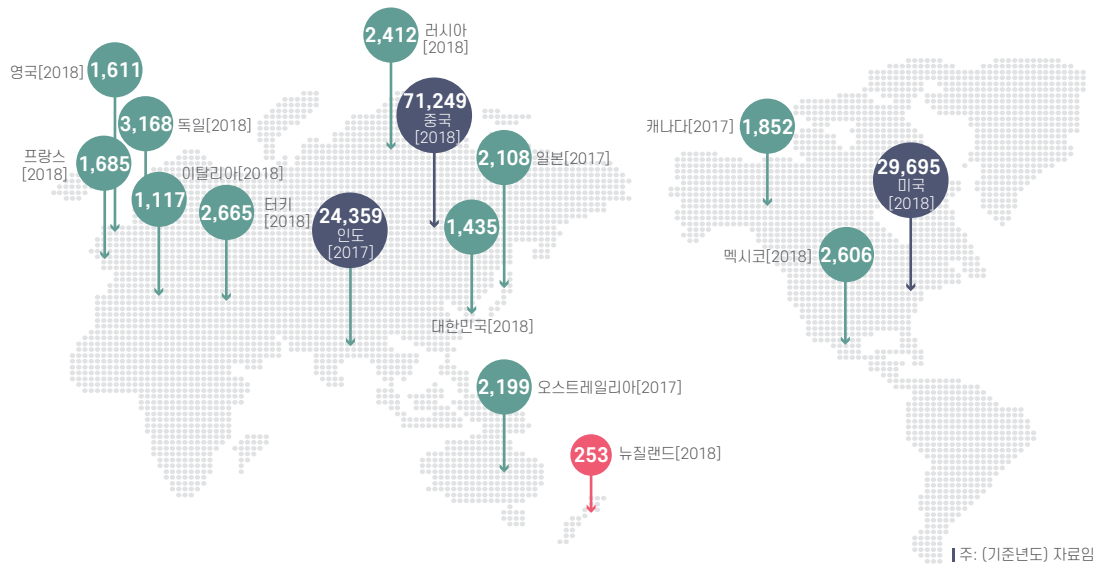 2,412
러시아
[2018]
영국[2018]
1,611
71,249
중국
[2018]
3,168
독일[2018]
캐나다[2017]
1,852
프랑스
[2018]
1,685
2,108
일본[2017]
이탈리아[2018]
1,117
29,695
미국
[2018]
2,665
터키
[2018]
24,359
인도
[2017]
1,435
대한민국[2018]
멕시코[2018]
2,606
2,199
오스트레일리아[2017]
253
뉴질랜드[2018]
주: (기준년도) 자료임